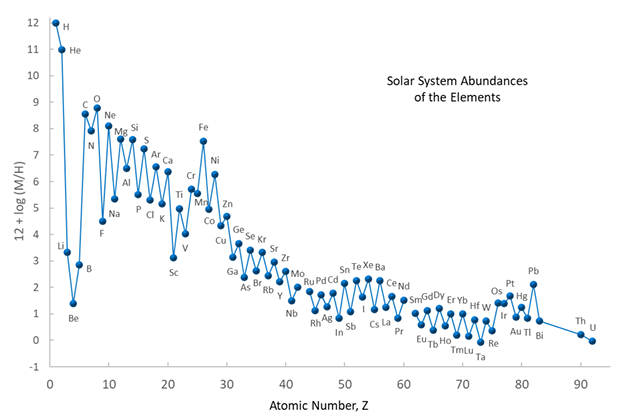 Solar System Abundances
of the Elements
12 + log (M/H)
12
11
10
9
8
7
6
5
4
3
2
1
0
-1
H
He
Li
Be
B
C
N
O
F
Ne
Na
Mg
Al
Si
P
S
Cl
Ar
K
Ca
Sc
Ti
V
Cr
Mn
Fe
Co
Ni
Cu
Zn
Ga
Ge
As
Se
Br
Kr
Rb
Sr
Y
Zr
Nb
Mo
Ru
Rh
Pd
Ag
Cd
In
Sn
Sb
Te
I
Xe
Cs
Ba
La
Ce
Pr
Nd
Sm
Eu
Gd
Tb
Dy
Ho
Er
Tm
Yb
Lu
Hf
Ta
W
Re
Os
Ir
Pt
Au
Hg
Tl
Pb
Bi
Th
U
0 10 20 30 40 50 60 70 80 90
Atomic Number, Z